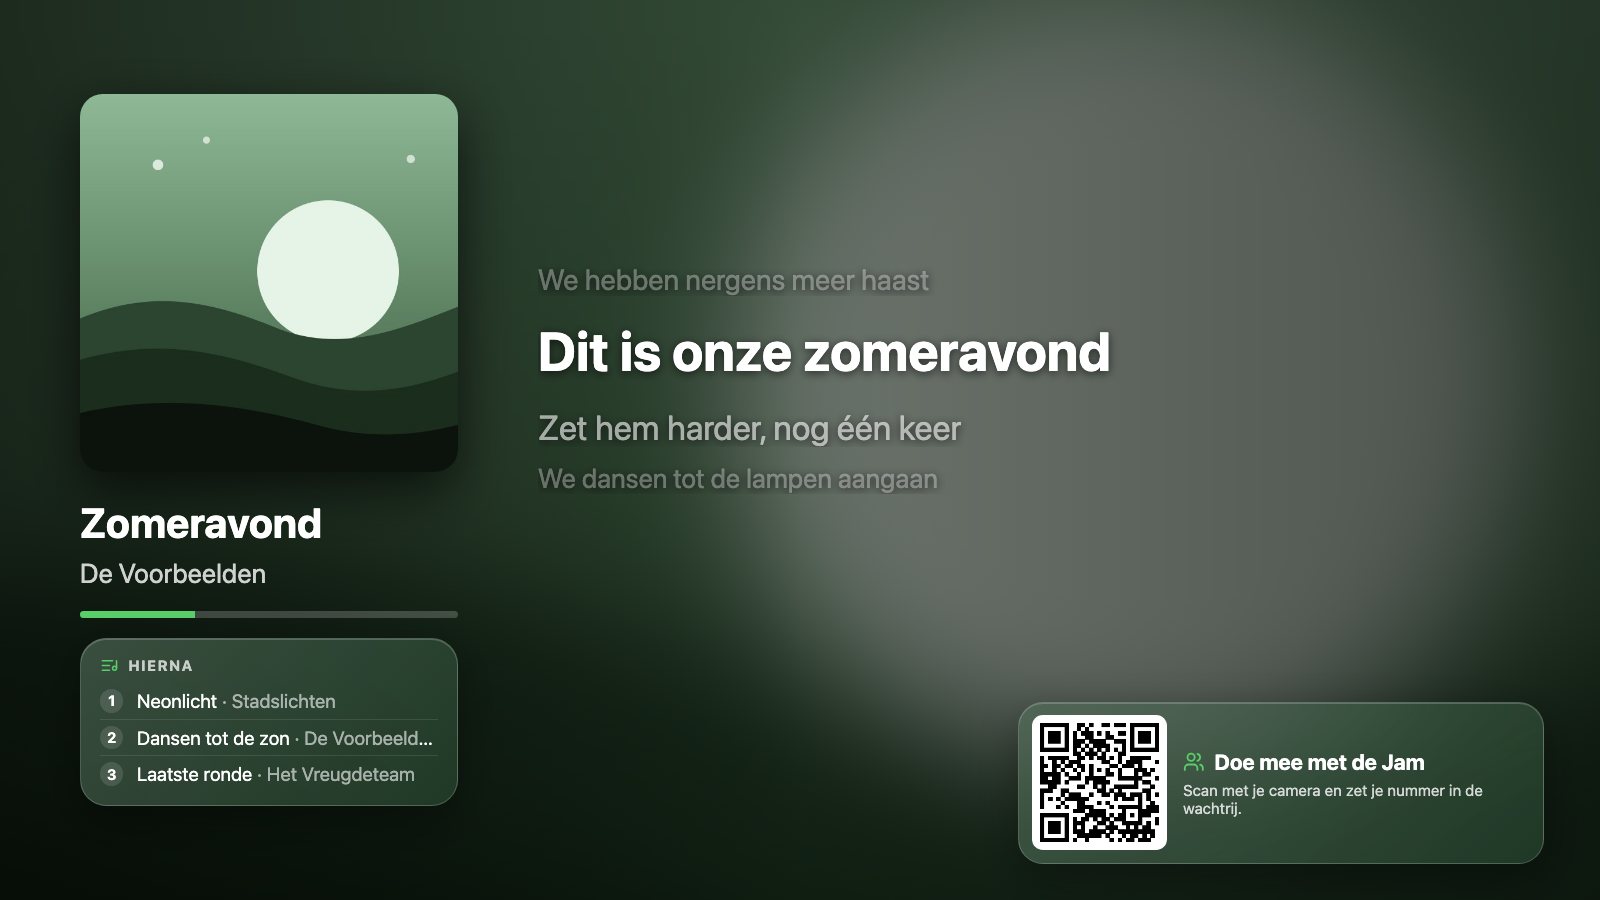 We hebben nergens meer haast
Dit is onze zomeravond
Zet hem harder, nog één keer
We dansen tot de lampen aangaan
Zomeravond
De Voorbeelden
HIERNA
1 Neonlicht · Stadslichten
2 Dansen tot de zon · De Voorbeeld...
3 Laatste ronde · Het Vreugdeteam
Doe mee met de Jam
Scan met je camera en zet je nummer in de
wachtrij.